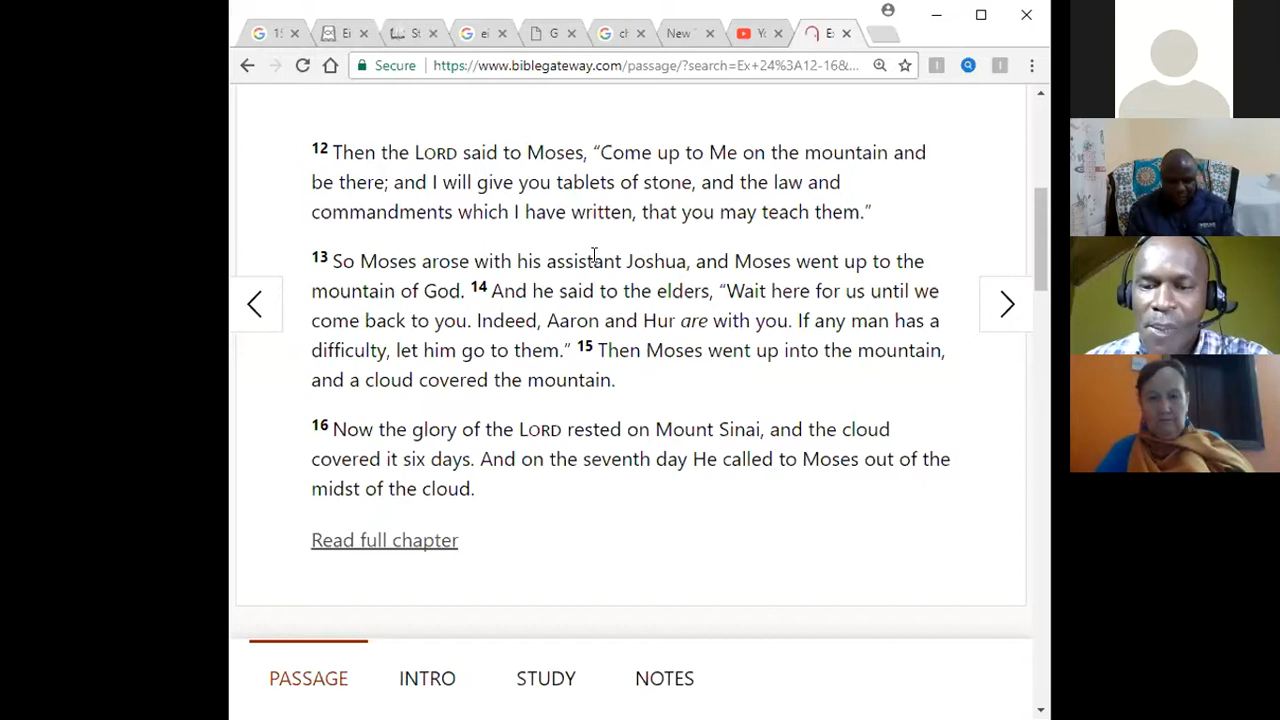 15
Ei
St
ei
G
ch
New
Yo
E
Secure https://www.biblegateway.com/passage/?search=Ex+24%3A12-16&...
12 Then the LORD said to Moses, “Come up to Me on the mountain and
be there; and I will give you tablets of stone, and the law and
commandments which I have written, that you may teach them.”
13 So Moses arose with his assistant Joshua, and Moses went up to the
mountain of God. 14 And he said to the elders, “Wait here for us until we
come back to you. Indeed, Aaron and Hur are with you. If any man has a
difficulty, let him go to them.” 15 Then Moses went up into the mountain,
and a cloud covered the mountain.
16 Now the glory of the LORD rested on Mount Sinai, and the cloud
covered it six days. And on the seventh day He called to Moses out of the
midst of the cloud.
Read full chapter
PASSAGE INTRO STUDY NOTES